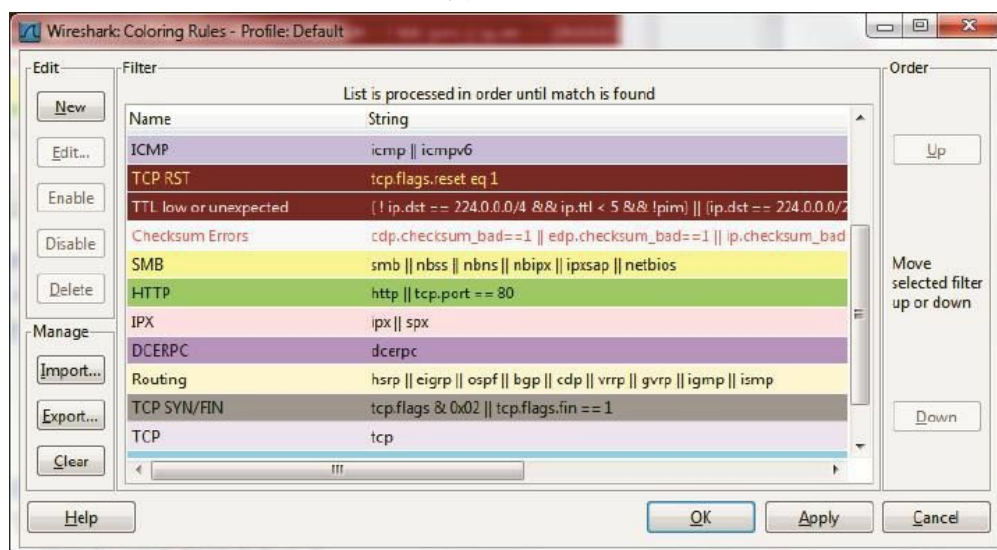 Wireshark: Coloring Rules - Profile: Default
Edit
Filter
Order
List is processed in order until match is found
New
Name String
Edit...
ICMP icmp || icmpv6
Up
TCP RST tcp.flags.reset eq 1
Enable
TTL low or unexpected ( ! ip.dst == 224.0.0.0/4 && ip.ttl < 5 && !pim) || (ip.dst == 224.0.0.0/2
Disable
Checksum Errors cdp.checksum_bad==1 || edp.checksum_bad==1 || ip.checksum_bad
SMB smb || nbss || nbns || nbipx || ipxsap || netbios
Move
selected filter
up or down
Delete
HTTP http || tcp.port == 80
Manage
IPX ipx || spx
DCERPC dcerpc
Import...
Routing hsrp || eigrp || ospf || bgp || cdp || vrrp || gvrp || igmp || ismp
Export...
TCP SYN/FIN tcp.flags & 0x02 || tcp.flags.fin == 1
Down
TCP tcp
Clear
Help
OK
Apply
Cancel